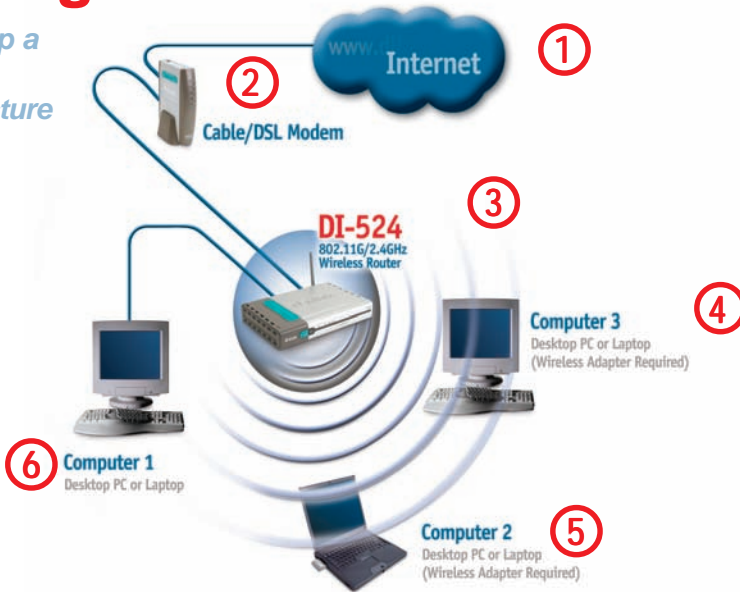 p a
www.
Internet
1
2
ture
Cable/DSL Modem
3
DI-524
802.11G/2.4GHz
Wireless Router
4
Computer 3
Desktop PC or Laptop
(Wireless Adapter Required)
6
Computer 1
Desktop PC or Laptop
5
Computer 2
Desktop PC or Laptop
(Wireless Adapter Required)